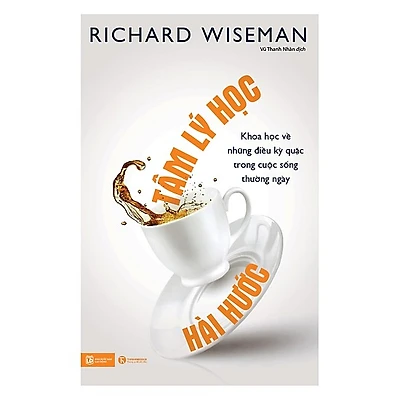 RICHARD WISEMAN
Vũ Thanh Nhàn dịch
TÂM LÝ HỌC
Khoa học về
những điều kỳ quặc
trong cuộc sống
thường ngày
HÀI HƯỚC